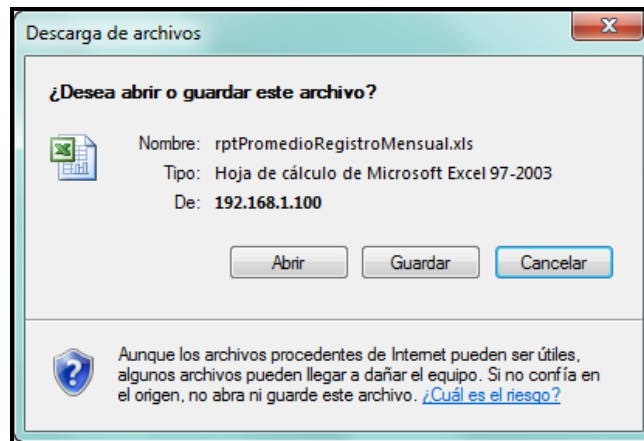 Descarga de archivos
¿Desea abrir o guardar este archivo?
Nombre: rptPromedioRegistroMensual.xls
Tipo: Hoja de cálculo de Microsoft Excel 97-2003
De: 192.168.1.100
Abrir Guardar Cancelar
Aunque los archivos procedentes de Internet pueden ser útiles,
algunos archivos pueden llegar a dañar el equipo. Si no confía en
el origen, no abra ni guarde este archivo. ¿Cuál es el riesgo?